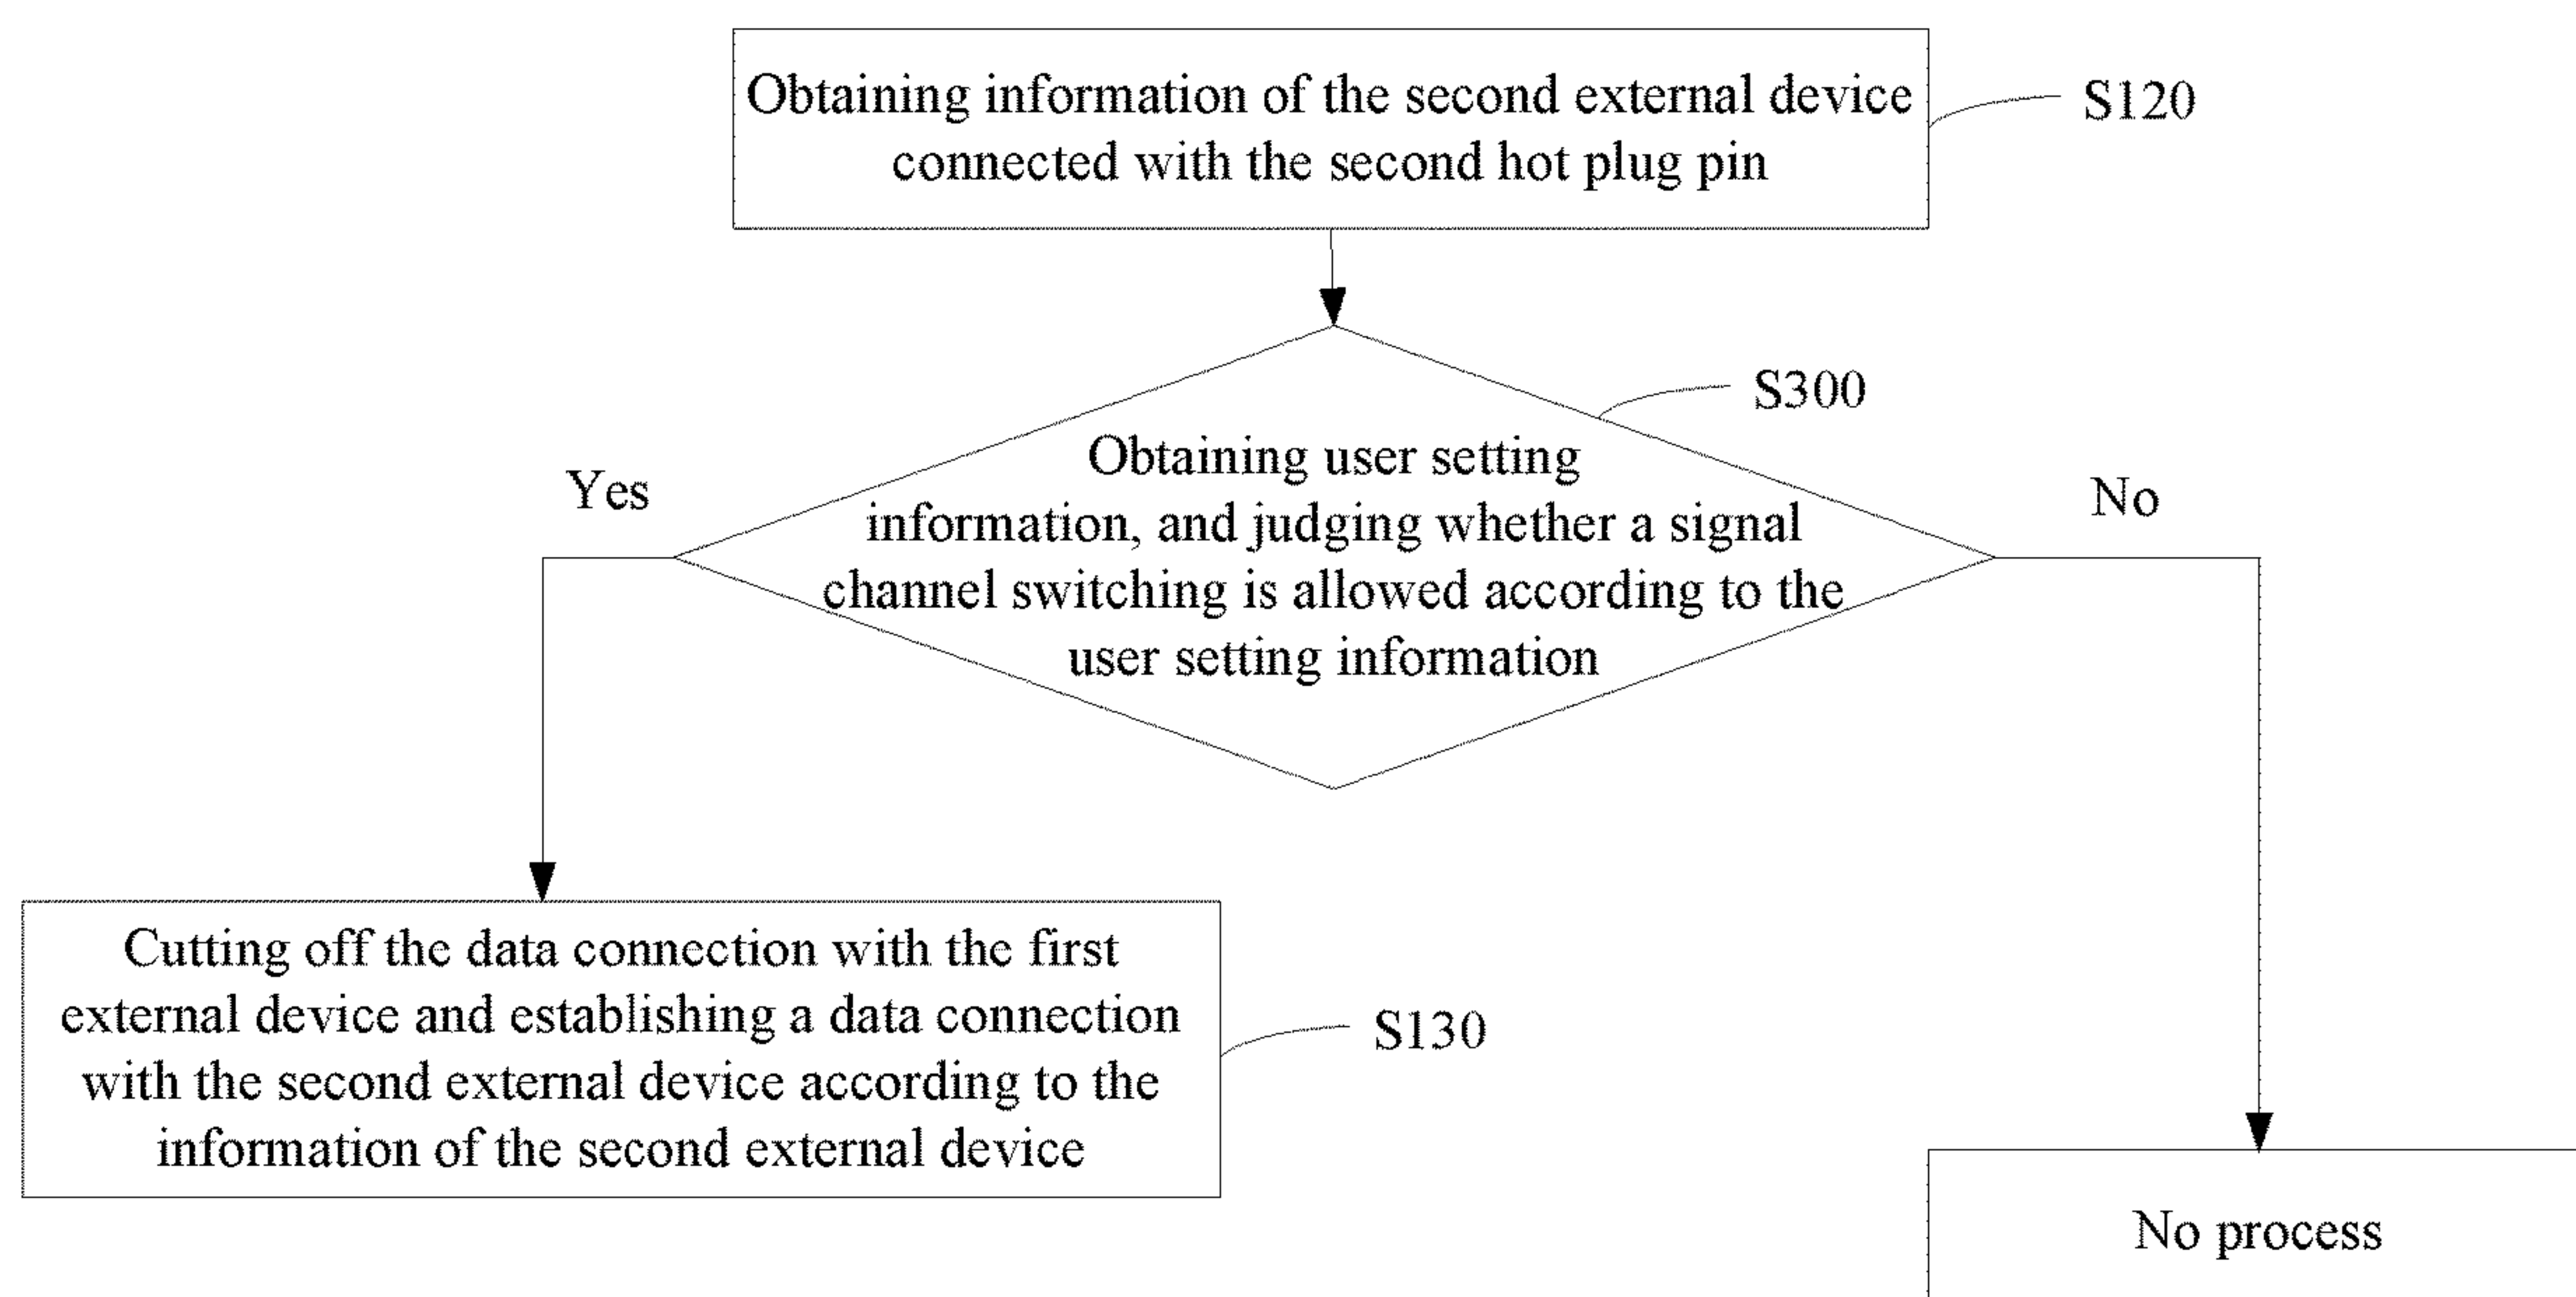 Obtaining information of the second external device
connected with the second hot plug pin
S120
S300
Obtaining user setting
information, and judging whether a signal
channel switching is allowed according to the
user setting information
Yes
No
Cutting off the data connection with the first
external device and establishing a data connection
with the second external device according to the
information of the second external device
S130
No process